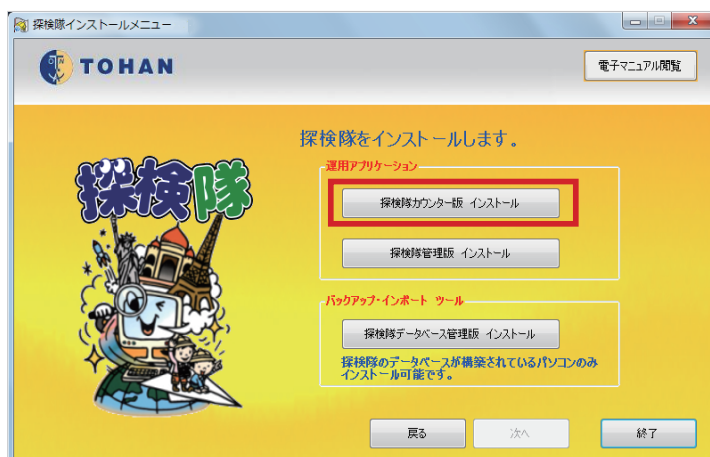 探検隊インストールメニュー
TOHAN
電子マニュアル閲覧
探検隊
探検隊をインストールします。
運用アプリケーション
探検隊カウンター版 インストール
探検隊管理版 インストール
バックアップ・インポート ツール
探検隊データベース管理版 インストール
探検隊のデータベースが構築されているパソコンのみ
インストール可能です。
戻る
次へ
終了